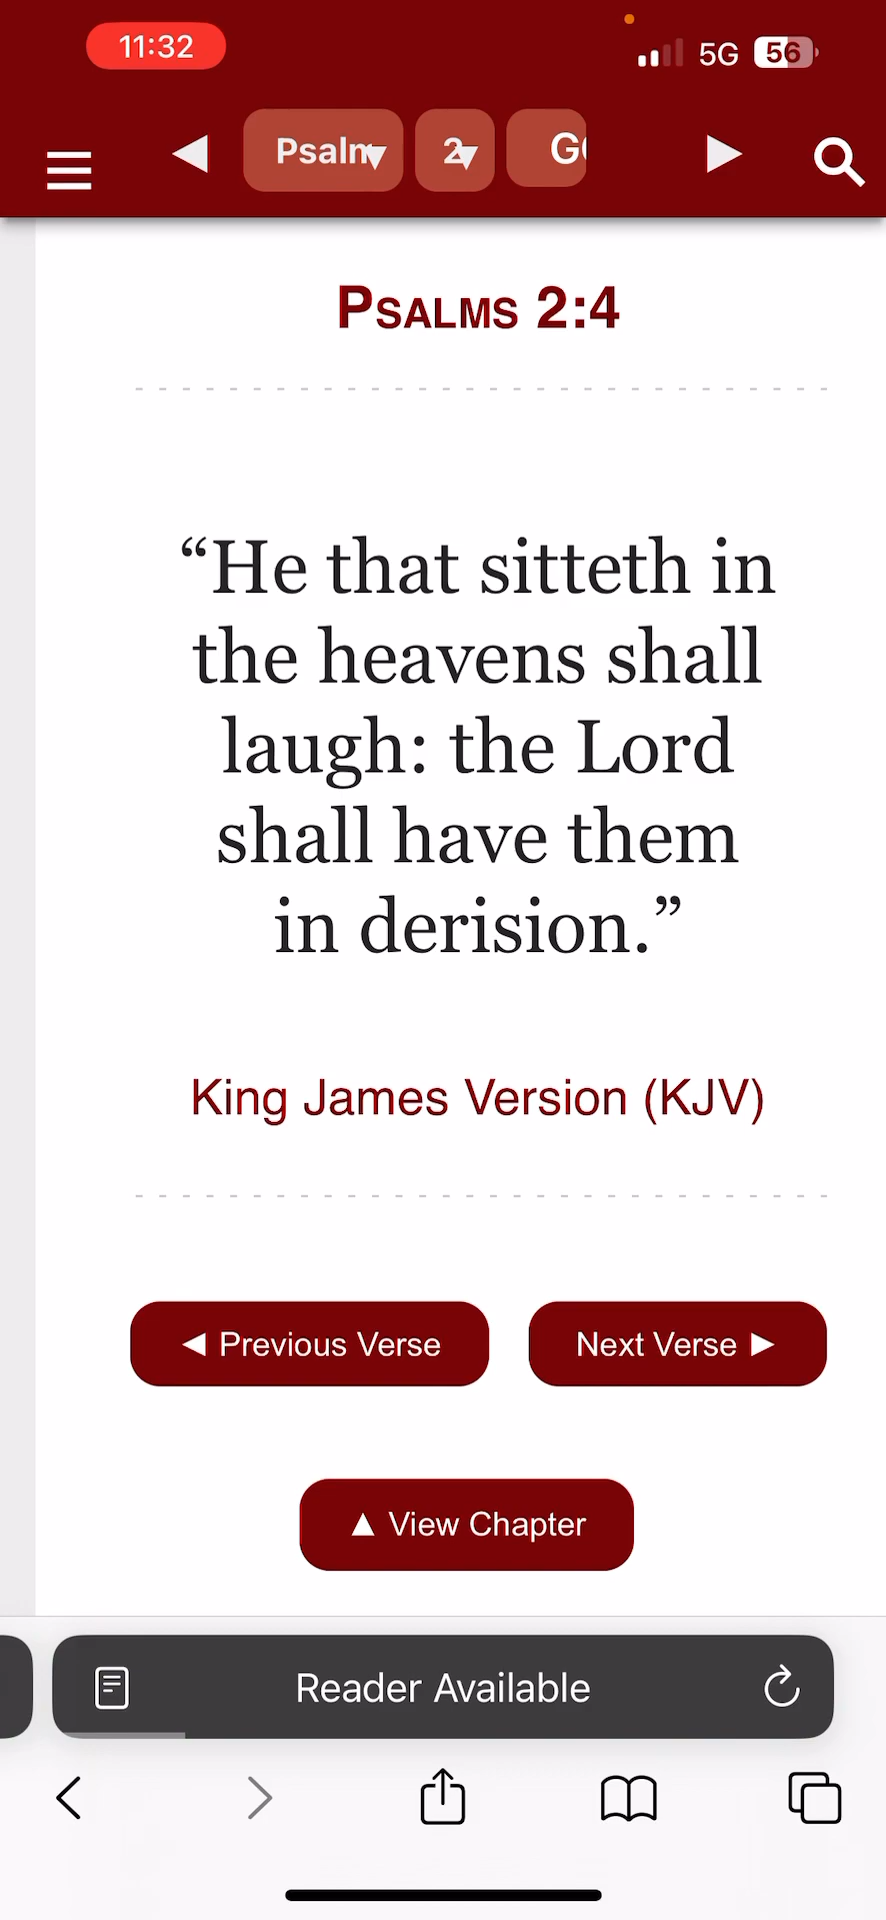 11:32 5G 56
Psalm 2 G
PSALMS 2:4
“He that sitteth in
the heavens shall
laugh: the Lord
shall have them
in derision.”
King James Version (KJV)
◀ Previous Verse Next Verse ▶
▲ View Chapter
Reader Available